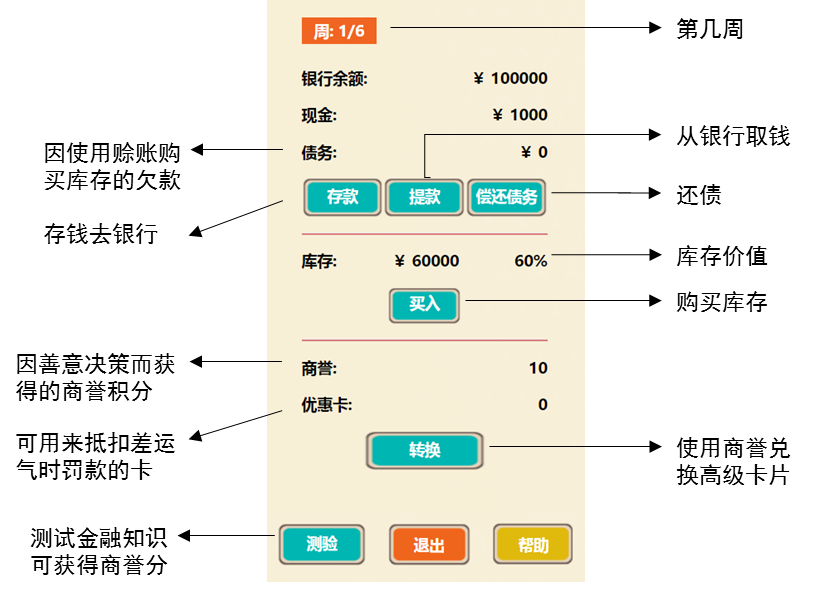 周: 1/6
第几周
银行余额: ¥ 100000
现金: ¥ 1000
从银行取钱
债务: ¥ 0
因使用赊账购
买库存的欠款
存款 提款 偿还债务
还债
存钱去银行
库存: ¥ 60000 60%
库存价值
买入
购买库存
因善意决策而获
得的商誉积分
商誉: 10
优惠卡: 0
可用来抵扣差运
气时罚款的卡
转换
使用商誉兑
换高级卡片
测试金融知识
可获得商誉分
测验 退出 帮助